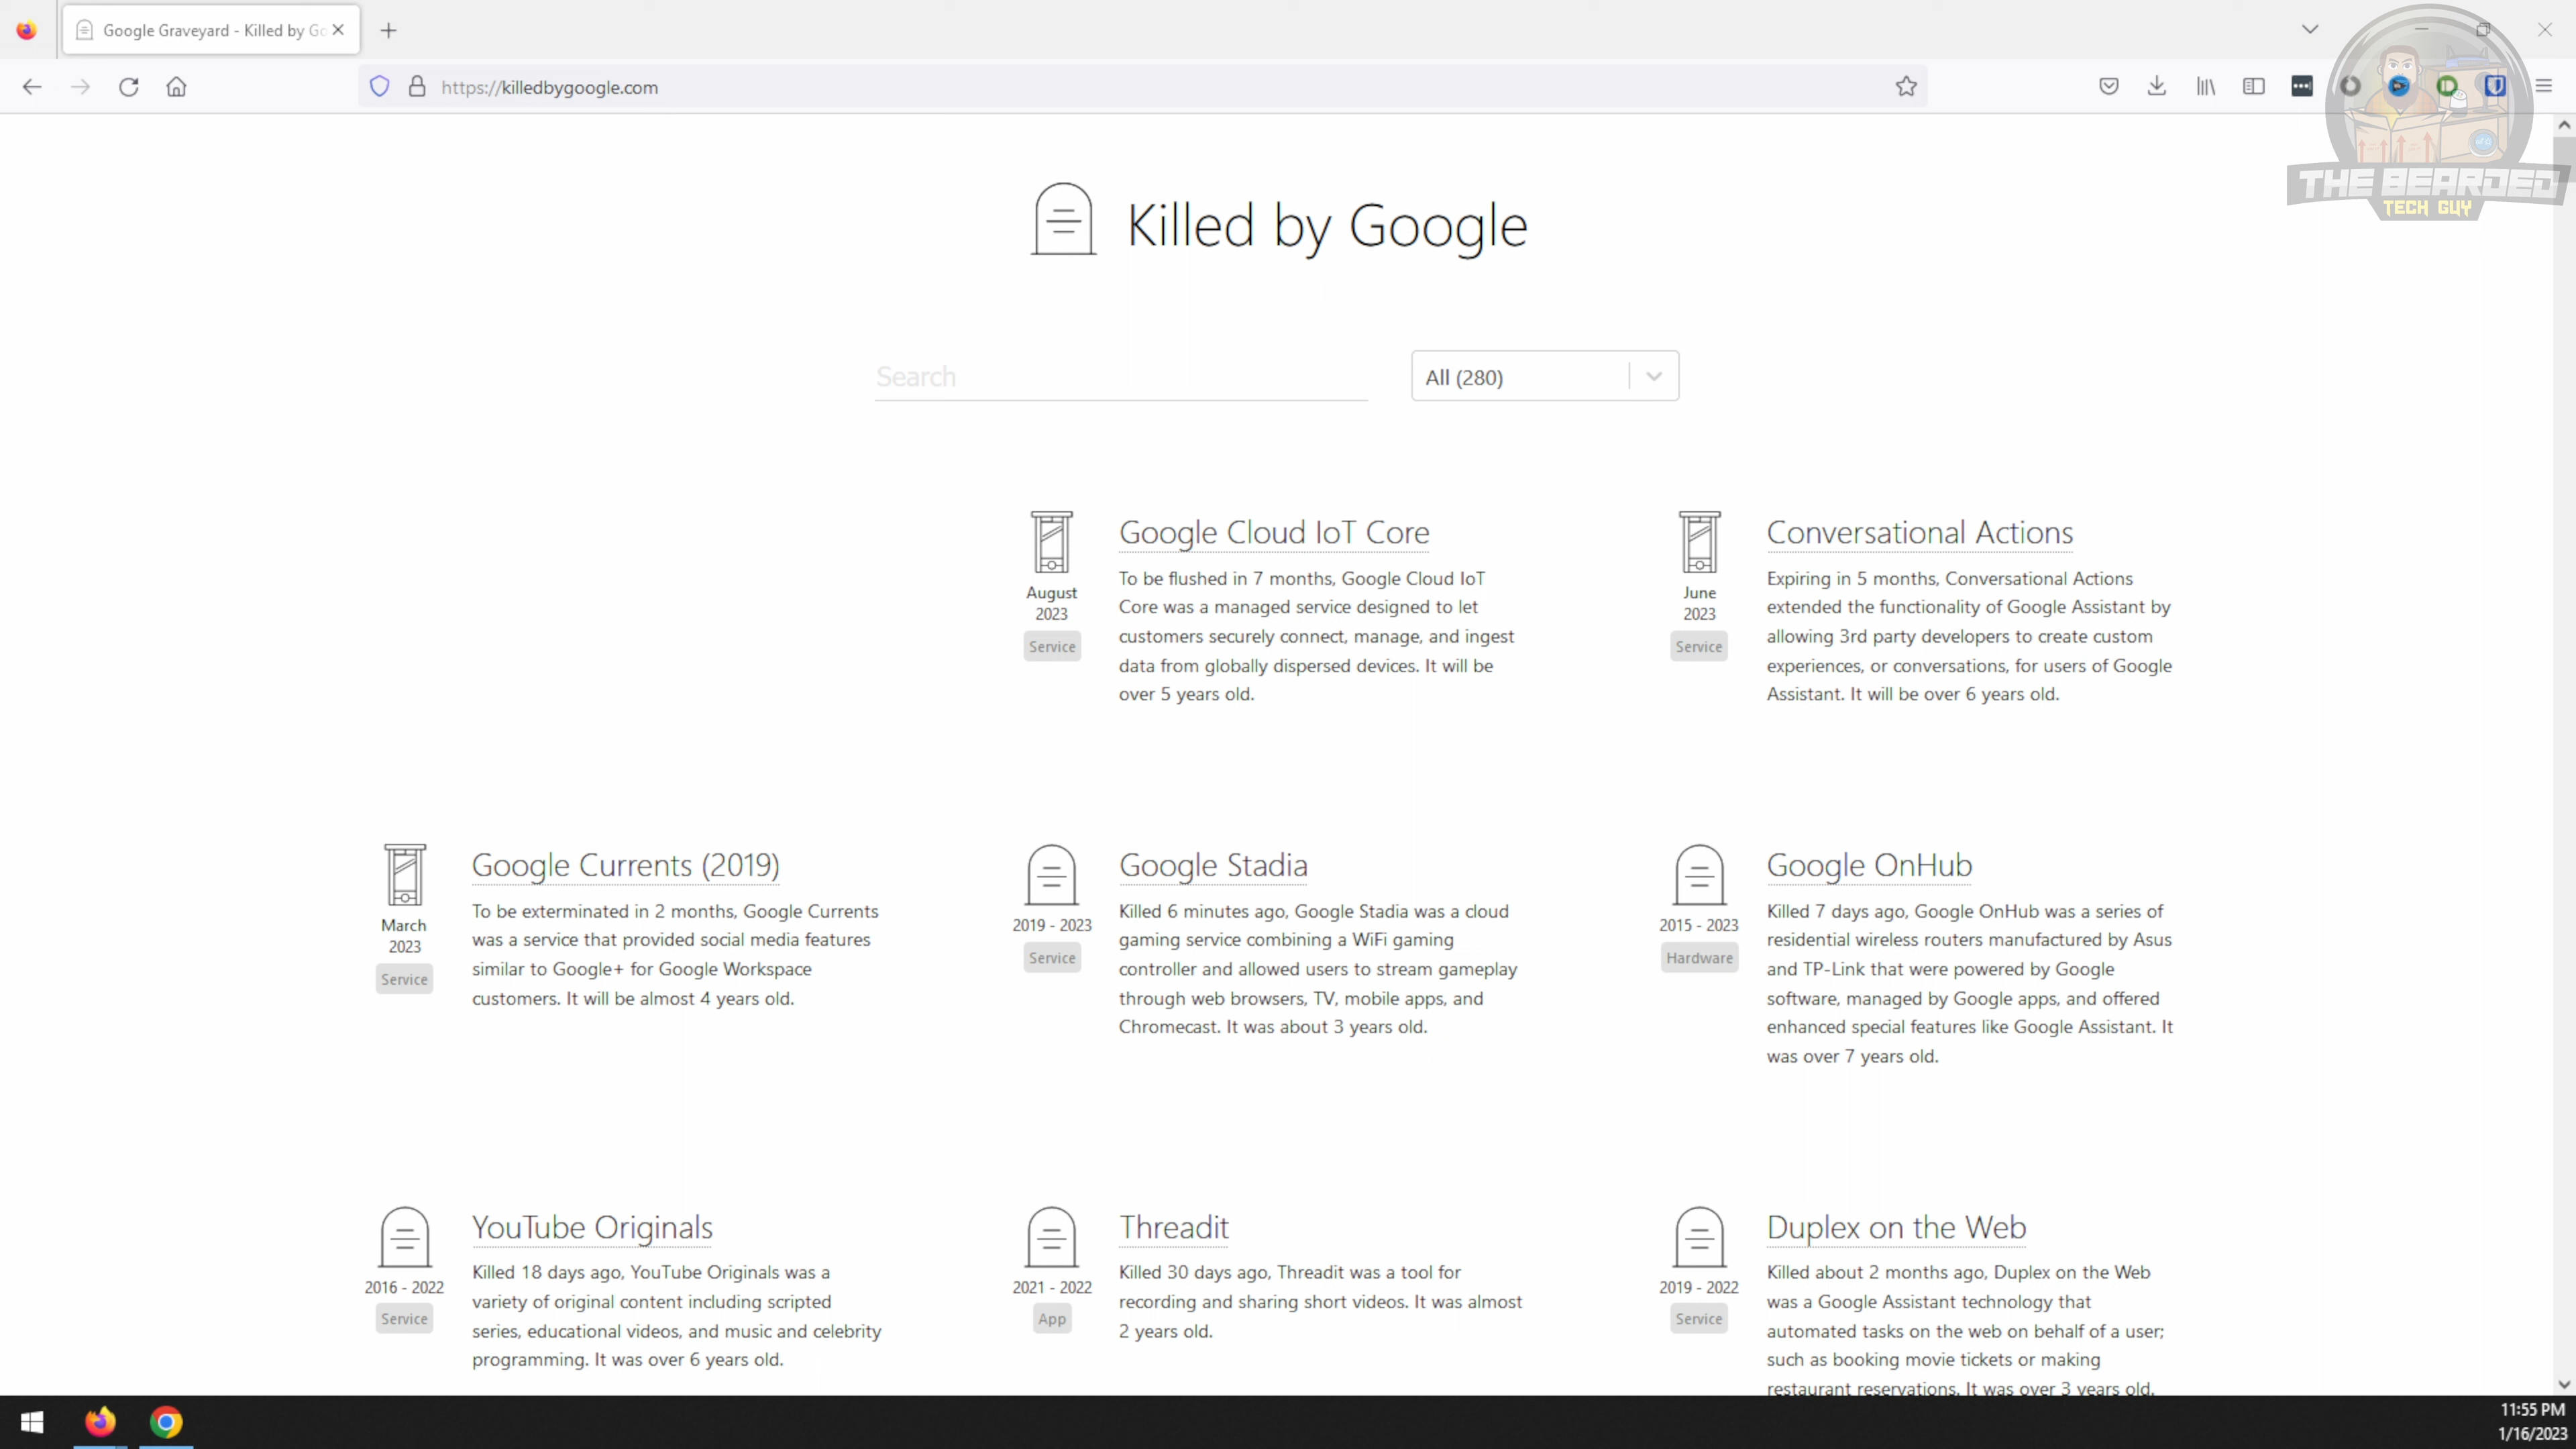 Google Graveyard - Killed by Go
https://killedbygoogle.com
THE BEARDED
TECH GUY
Killed by Google
Search
All (280)
August
2023
Service
Google Cloud IoT Core
To be flushed in 7 months, Google Cloud IoT
Core was a managed service designed to let
customers securely connect, manage, and ingest
data from globally dispersed devices. It will be
over 5 years old.
June
2023
Service
Conversational Actions
Expiring in 5 months, Conversational Actions
extended the functionality of Google Assistant by
allowing 3rd party developers to create custom
experiences, or conversations, for users of Google
Assistant. It will be over 6 years old.
March
2023
Service
Google Currents (2019)
To be exterminated in 2 months, Google Currents
was a service that provided social media features
similar to Google+ for Google Workspace
customers. It will be almost 4 years old.
2019 - 2023
Service
Google Stadia
Killed 6 minutes ago, Google Stadia was a cloud
gaming service combining a WiFi gaming
controller and allowed users to stream gameplay
through web browsers, TV, mobile apps, and
Chromecast. It was about 3 years old.
2015 - 2023
Hardware
Google OnHub
Killed 7 days ago, Google OnHub was a series of
residential wireless routers manufactured by Asus
and TP-Link that were powered by Google
software, managed by Google apps, and offered
enhanced special features like Google Assistant. It
was over 7 years old.
2016 - 2022
Service
YouTube Originals
Killed 18 days ago, YouTube Originals was a
variety of original content including scripted
series, educational videos, and music and celebrity
programming. It was over 6 years old.
2021 - 2022
App
Threadit
Killed 30 days ago, Threadit was a tool for
recording and sharing short videos. It was almost
2 years old.
2019 - 2022
Service
Duplex on the Web
Killed about 2 months ago, Duplex on the Web
was a Google Assistant technology that
automated tasks on the web on behalf of a user;
such as booking movie tickets or making
restaurant reservations. It was over 3 years old.
11:55 PM
1/16/2023